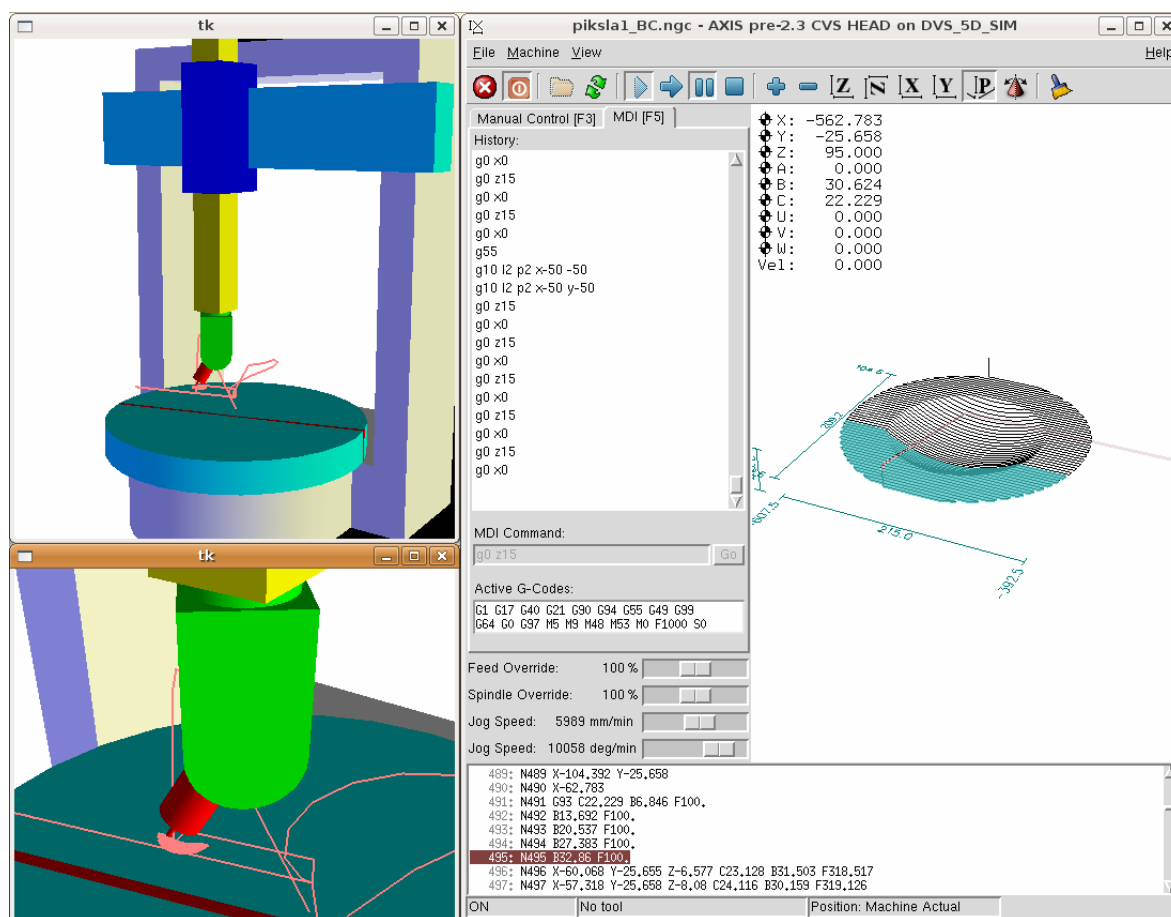 tk
piksla1_BC.ngc - AXIS pre-2.3 CVS HEAD on DVS_5D_SIM
File Machine View Help
Z N X Y P
Manual Control [F3] MDI [F5]
History:
g0 x0
g0 z15
g0 x0
g0 z15
g0 x0
g55
g10 l2 p2 x-50 -50
g10 l2 p2 x-50 y-50
g0 z15
g0 x0
g0 z15
g0 x0
g0 z15
g0 x0
g0 z15
g0 x0
g0 z15
g0 x0
MDI Command:
g0 z15 Go
Active G-Codes:
G1 G17 G40 G21 G90 G94 G55 G49 G99
G64 G0 G97 M5 M9 M48 M53 M0 F1000 S0
Feed Override: 100 %
Spindle Override: 100 %
Jog Speed: 5989 mm/min
Jog Speed: 10058 deg/min
X: -562.783
Y: -25.658
Z: 95.000
A: 0.000
B: 30.624
C: 22.229
U: 0.000
V: 0.000
W: 0.000
Vel: 0.000
104.6
209.2
-607.5
215.0
-392.5
tk
489: N489 X-104.392 Y-25.658
490: N490 X-62.783
491: N491 G93 C22.229 B6.846 F100.
492: N492 B13.692 F100.
493: N493 B20.537 F100.
494: N494 B27.383 F100.
495: N495 B32.86 F100.
496: N496 X-60.068 Y-25.655 Z-6.577 C23.128 B31.503 F318.517
497: N497 X-57.318 Y-25.658 Z-8.08 C24.116 B30.159 F319.126
ON No tool Position: Machine Actual